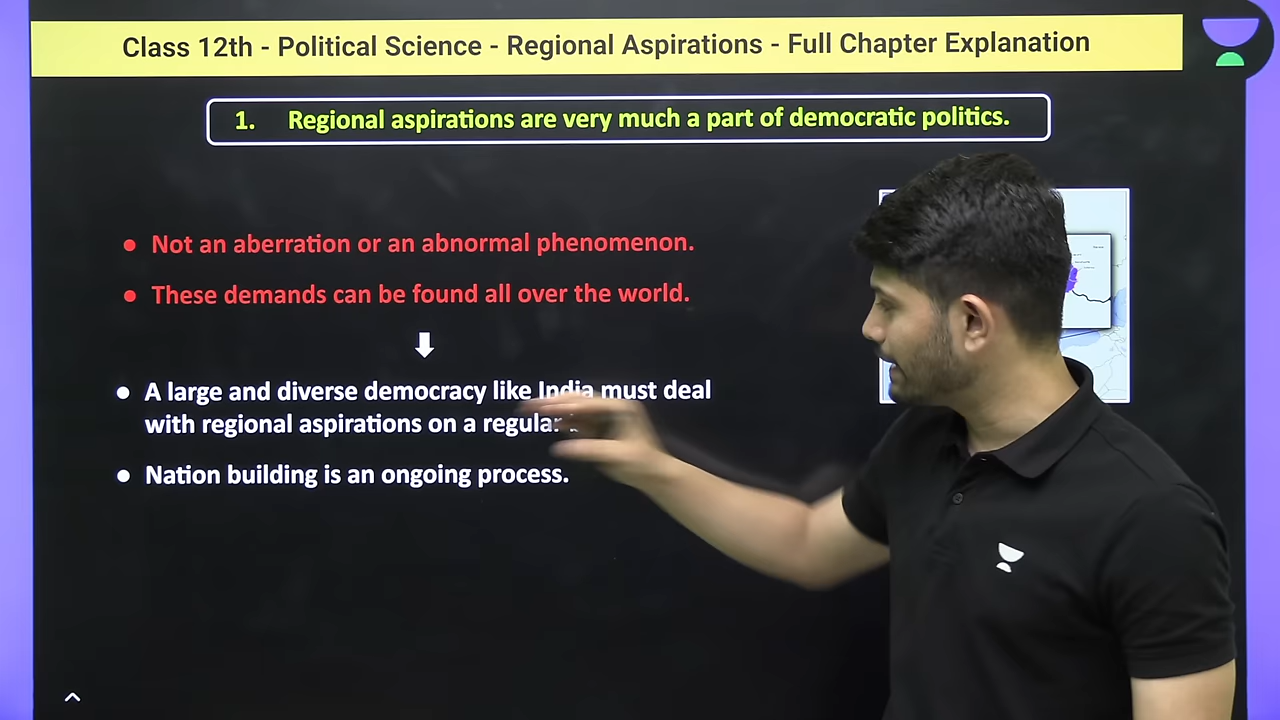 Class 12th - Political Science - Regional Aspirations - Full Chapter Explanation
1. Regional aspirations are very much a part of democratic politics.
● Not an aberration or an abnormal phenomenon.
● These demands can be found all over the world.
● A large and diverse democracy like India must deal
with regional aspirations on a regular
● Nation building is an ongoing process.